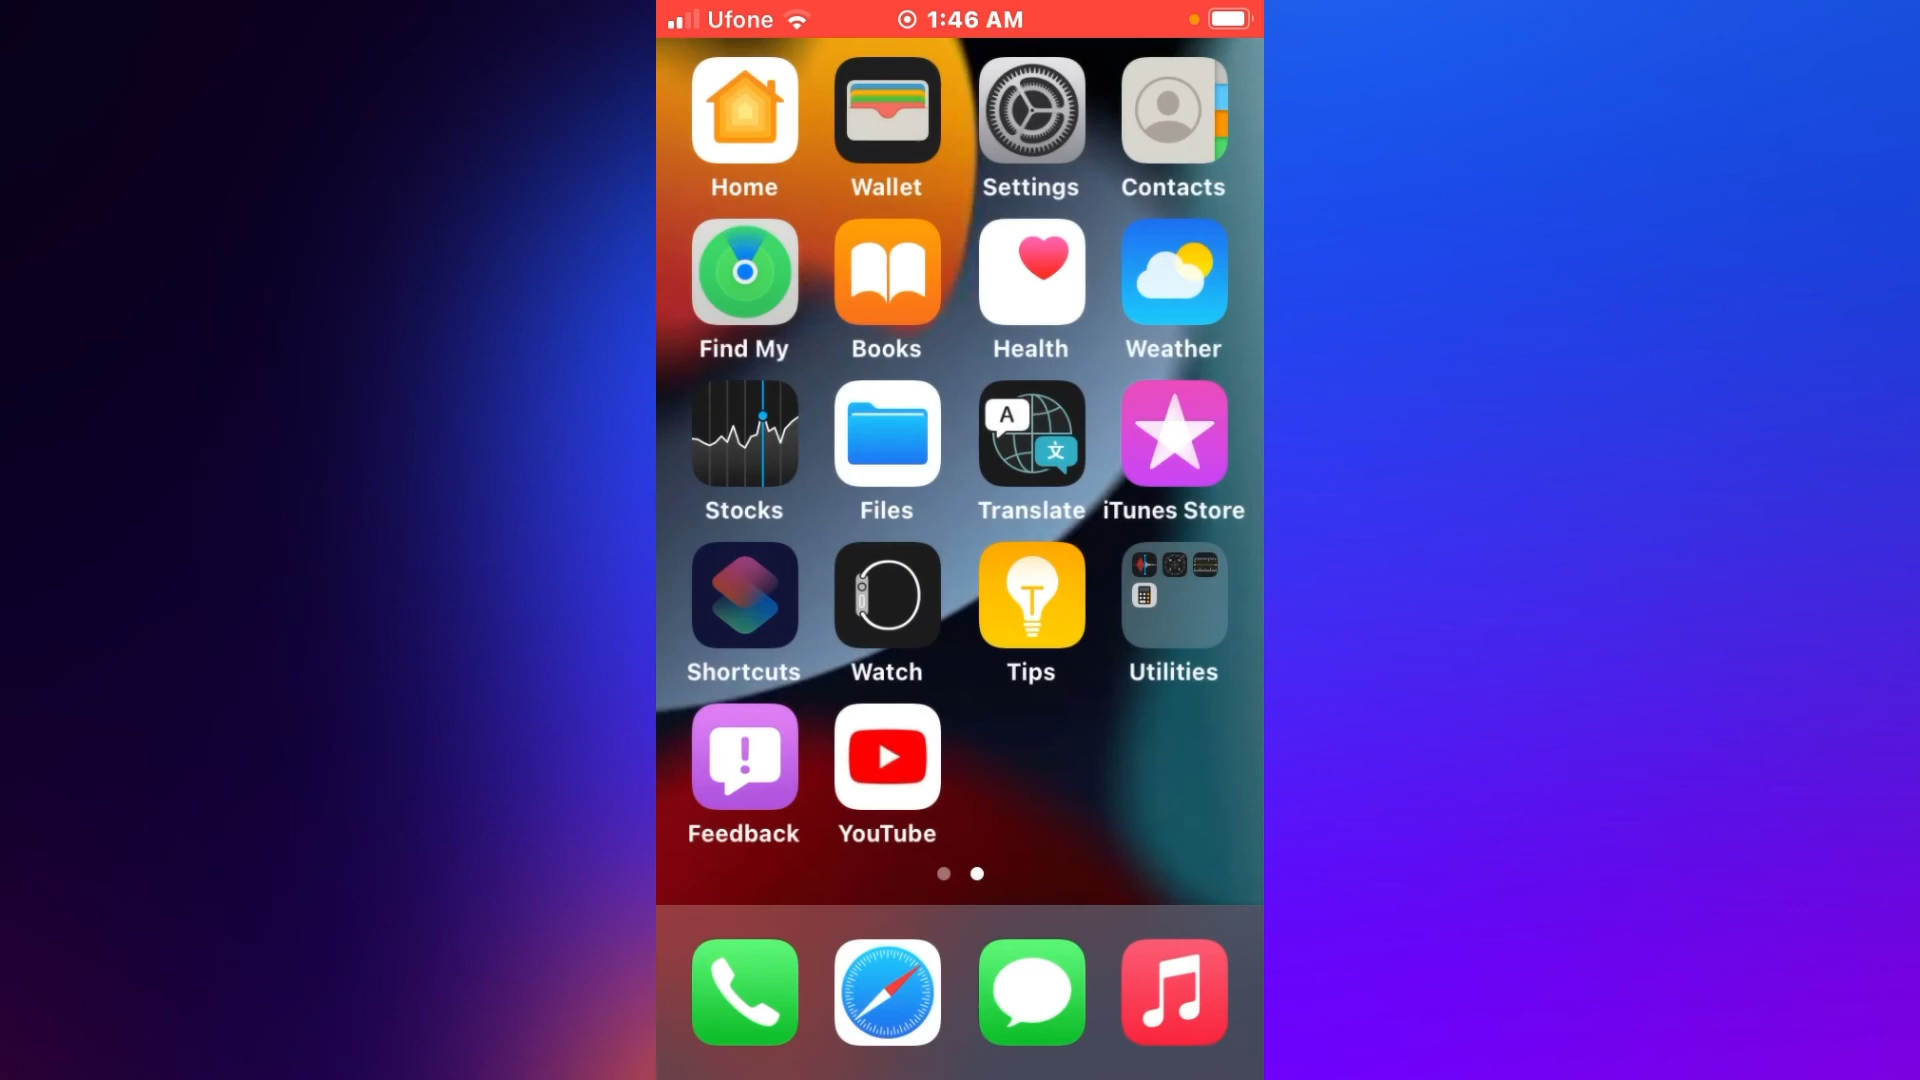 Ufone 1:46 AM
Home Wallet Settings Contacts
Find My Books Health Weather
A
文
Stocks Files Translate iTunes Store
Shortcuts Watch Tips Utilities
Feedback YouTube